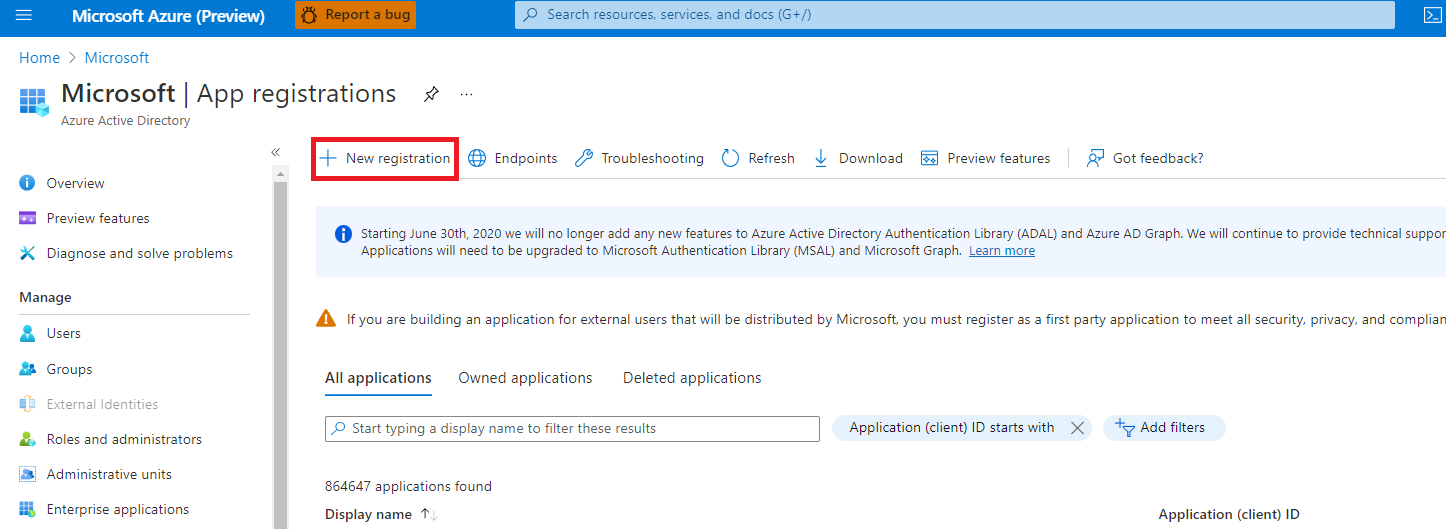 Microsoft Azure (Preview)
Report a bug
Search resources, services, and docs (G+/)
Home > Microsoft
Microsoft | App registrations
...
Azure Active Directory
«
New registration
Endpoints
Troubleshooting
Refresh
Download
Preview features
Got feedback?
Overview
Preview features
Diagnose and solve problems
Manage
Users
Groups
External Identities
Roles and administrators
Administrative units
Enterprise applications
Starting June 30th, 2020 we will no longer add any new features to Azure Active Directory Authentication Library (ADAL) and Azure AD Graph. We will continue to provide technical suppor
Applications will need to be upgraded to Microsoft Authentication Library (MSAL) and Microsoft Graph. Learn more
If you are building an application for external users that will be distributed by Microsoft, you must register as a first party application to meet all security, privacy, and complian
All applications
Owned applications
Deleted applications
Start typing a display name to filter these results
Application (client) ID starts with
Add filters
864647 applications found
Display name ↑↓
Application (client) ID